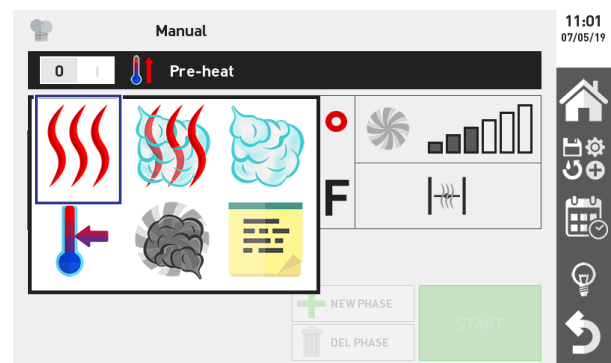 Manual
11:01
07/05/19
0 I
Pre-heat
F
NEW PHASE
DEL PHASE
START